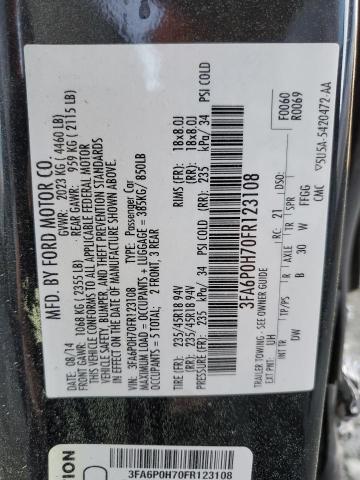 MFD. BY FORD MOTOR CO.
DATE: 08/14 GVWR: 2023 KG (4460 LB)
FRONT GAWR: 1068 KG (2355 LB) REAR GAWR: 959 KG (2115 LB)
THIS VEHICLE CONFORMS TO ALL APPLICABLE FEDERAL MOTOR
VEHICLE SAFETY, BUMPER, AND THEFT PREVENTION STANDARDS
IN EFFECT ON THE DATE OF MANUFACTURE SHOWN ABOVE.
VIN: 3FA6P0H70FR123108
TYPE: Passenger Car
MAXIMUM LOAD = OCCUPANTS + LUGGAGE = 385KG / 850LB
OCCUPANTS = 5 TOTAL: 2 FRONT, 3 REAR
TIRES: 235/45R18 94V RIMS (FR): 18x8.0J
235/45R18 94V (RR): 18x8.0J
PRESSURE (FR): 235 kPa/ 34 PSI COLD
(RR): 235 kPa/ 34 PSI COLD
3FA6P0H70FR123108
F0060
R0069
TRAILER TOWING - SEE OWNER GUIDE
EXT PNT: UH RC: 21 DSO:
DW
INT TR TP/PS R AXLE TR SPR
B 30 W FFGG
CMC 5U5A-5420472-AA
TION
3FA6P0H70FR123108